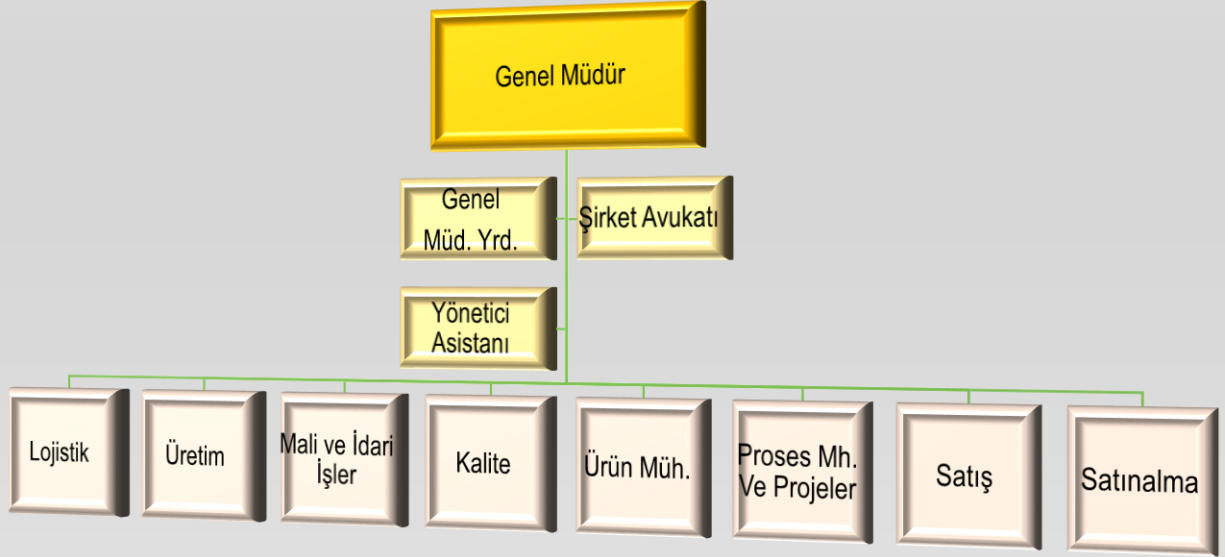 Genel Müdür
Genel
Müd. Yrd.
Şirket Avukatı
Yönetici
Asistanı
Lojistik
Üretim
Mali ve İdari
İşler
Kalite
Ürün Müh.
Proses Mh.
Ve Projeler
Satış
Satınalma